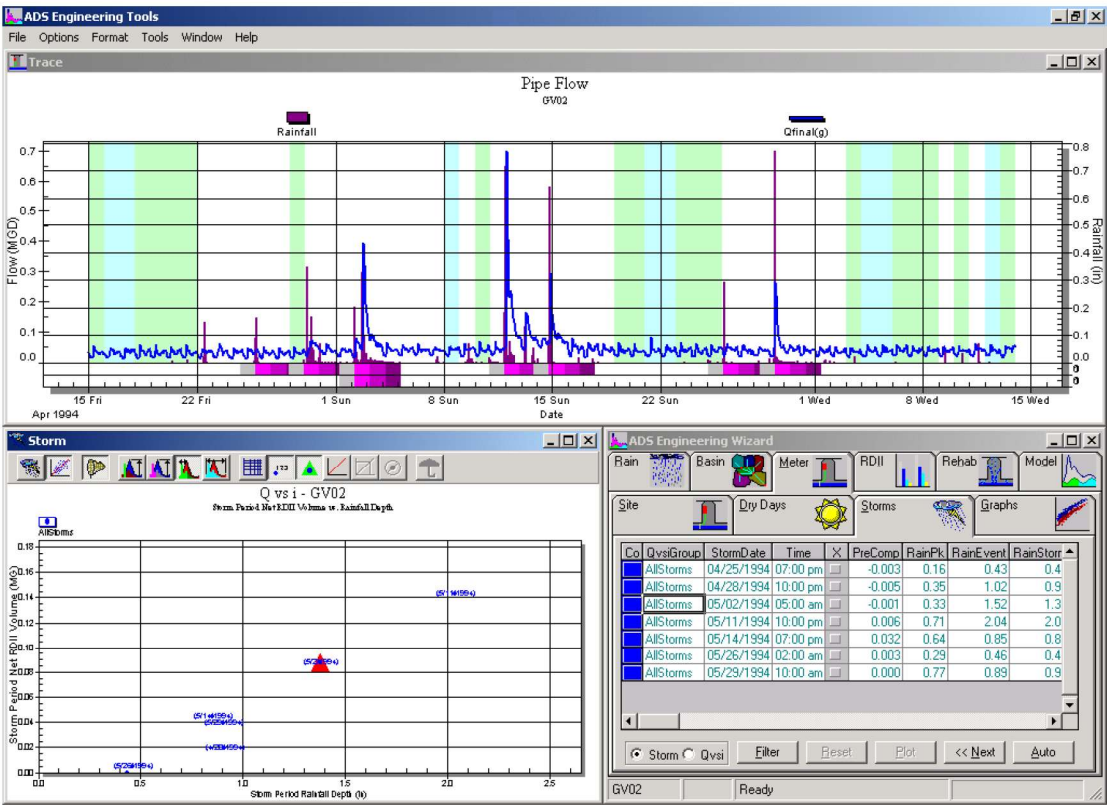 ADS Engineering Tools
File Options Format Tools Window Help
Trace
Pipe Flow
GV02
Rainfall Qfinal(g)
0.7 0.6 0.5 0.4 0.3 0.2 0.1 0.0
Flow (MGD)
0.8 0.7 0.6 0.5 0.4 0.3 0.2 0.1 0.0 0 0
Rainfall (in)
15 Fri 22 Fri 1 Sun 8 Sun 15 Sun 22 Sun 1 Wed 8 Wed 15 Wed
Apr 1994 Date
Storm
123
Q vs i - GV02
Storm Period Net RDII Volume vs. Rainfall Depth
AllStorms
0.18 0.16 0.14 0.12 0.10 0.08 0.06 0.04 0.02 0.00
Storm Period Net RDII Volume (MG)
0.0 0.5 1.0 1.5 2.0 2.5
Storm Period Rainfall Depth (in)
ADS Engineering Wizard
Rain Basin Meter RDII Rehab Model
Site Dry Days Storms Graphs
Co QvsiGroup StormDate Time X PreComp RainPk RainEvent RainStorr
AllStorms 04/25/1994 07:00 pm -0.003 0.16 0.43 0.4
AllStorms 04/28/1994 10:00 pm -0.005 0.35 1.02 0.9
AllStorms 05/02/1994 05:00 am -0.001 0.33 1.52 1.3
AllStorms 05/11/1994 10:00 pm 0.006 0.71 2.04 2.0
AllStorms 05/14/1994 07:00 pm 0.032 0.64 0.85 0.8
AllStorms 05/26/1994 02:00 am 0.003 0.29 0.46 0.4
AllStorms 05/29/1994 10:00 am 0.000 0.77 0.89 0.9
Storm Qvsi Filter Reset Plot << Next Auto
GV02 Ready